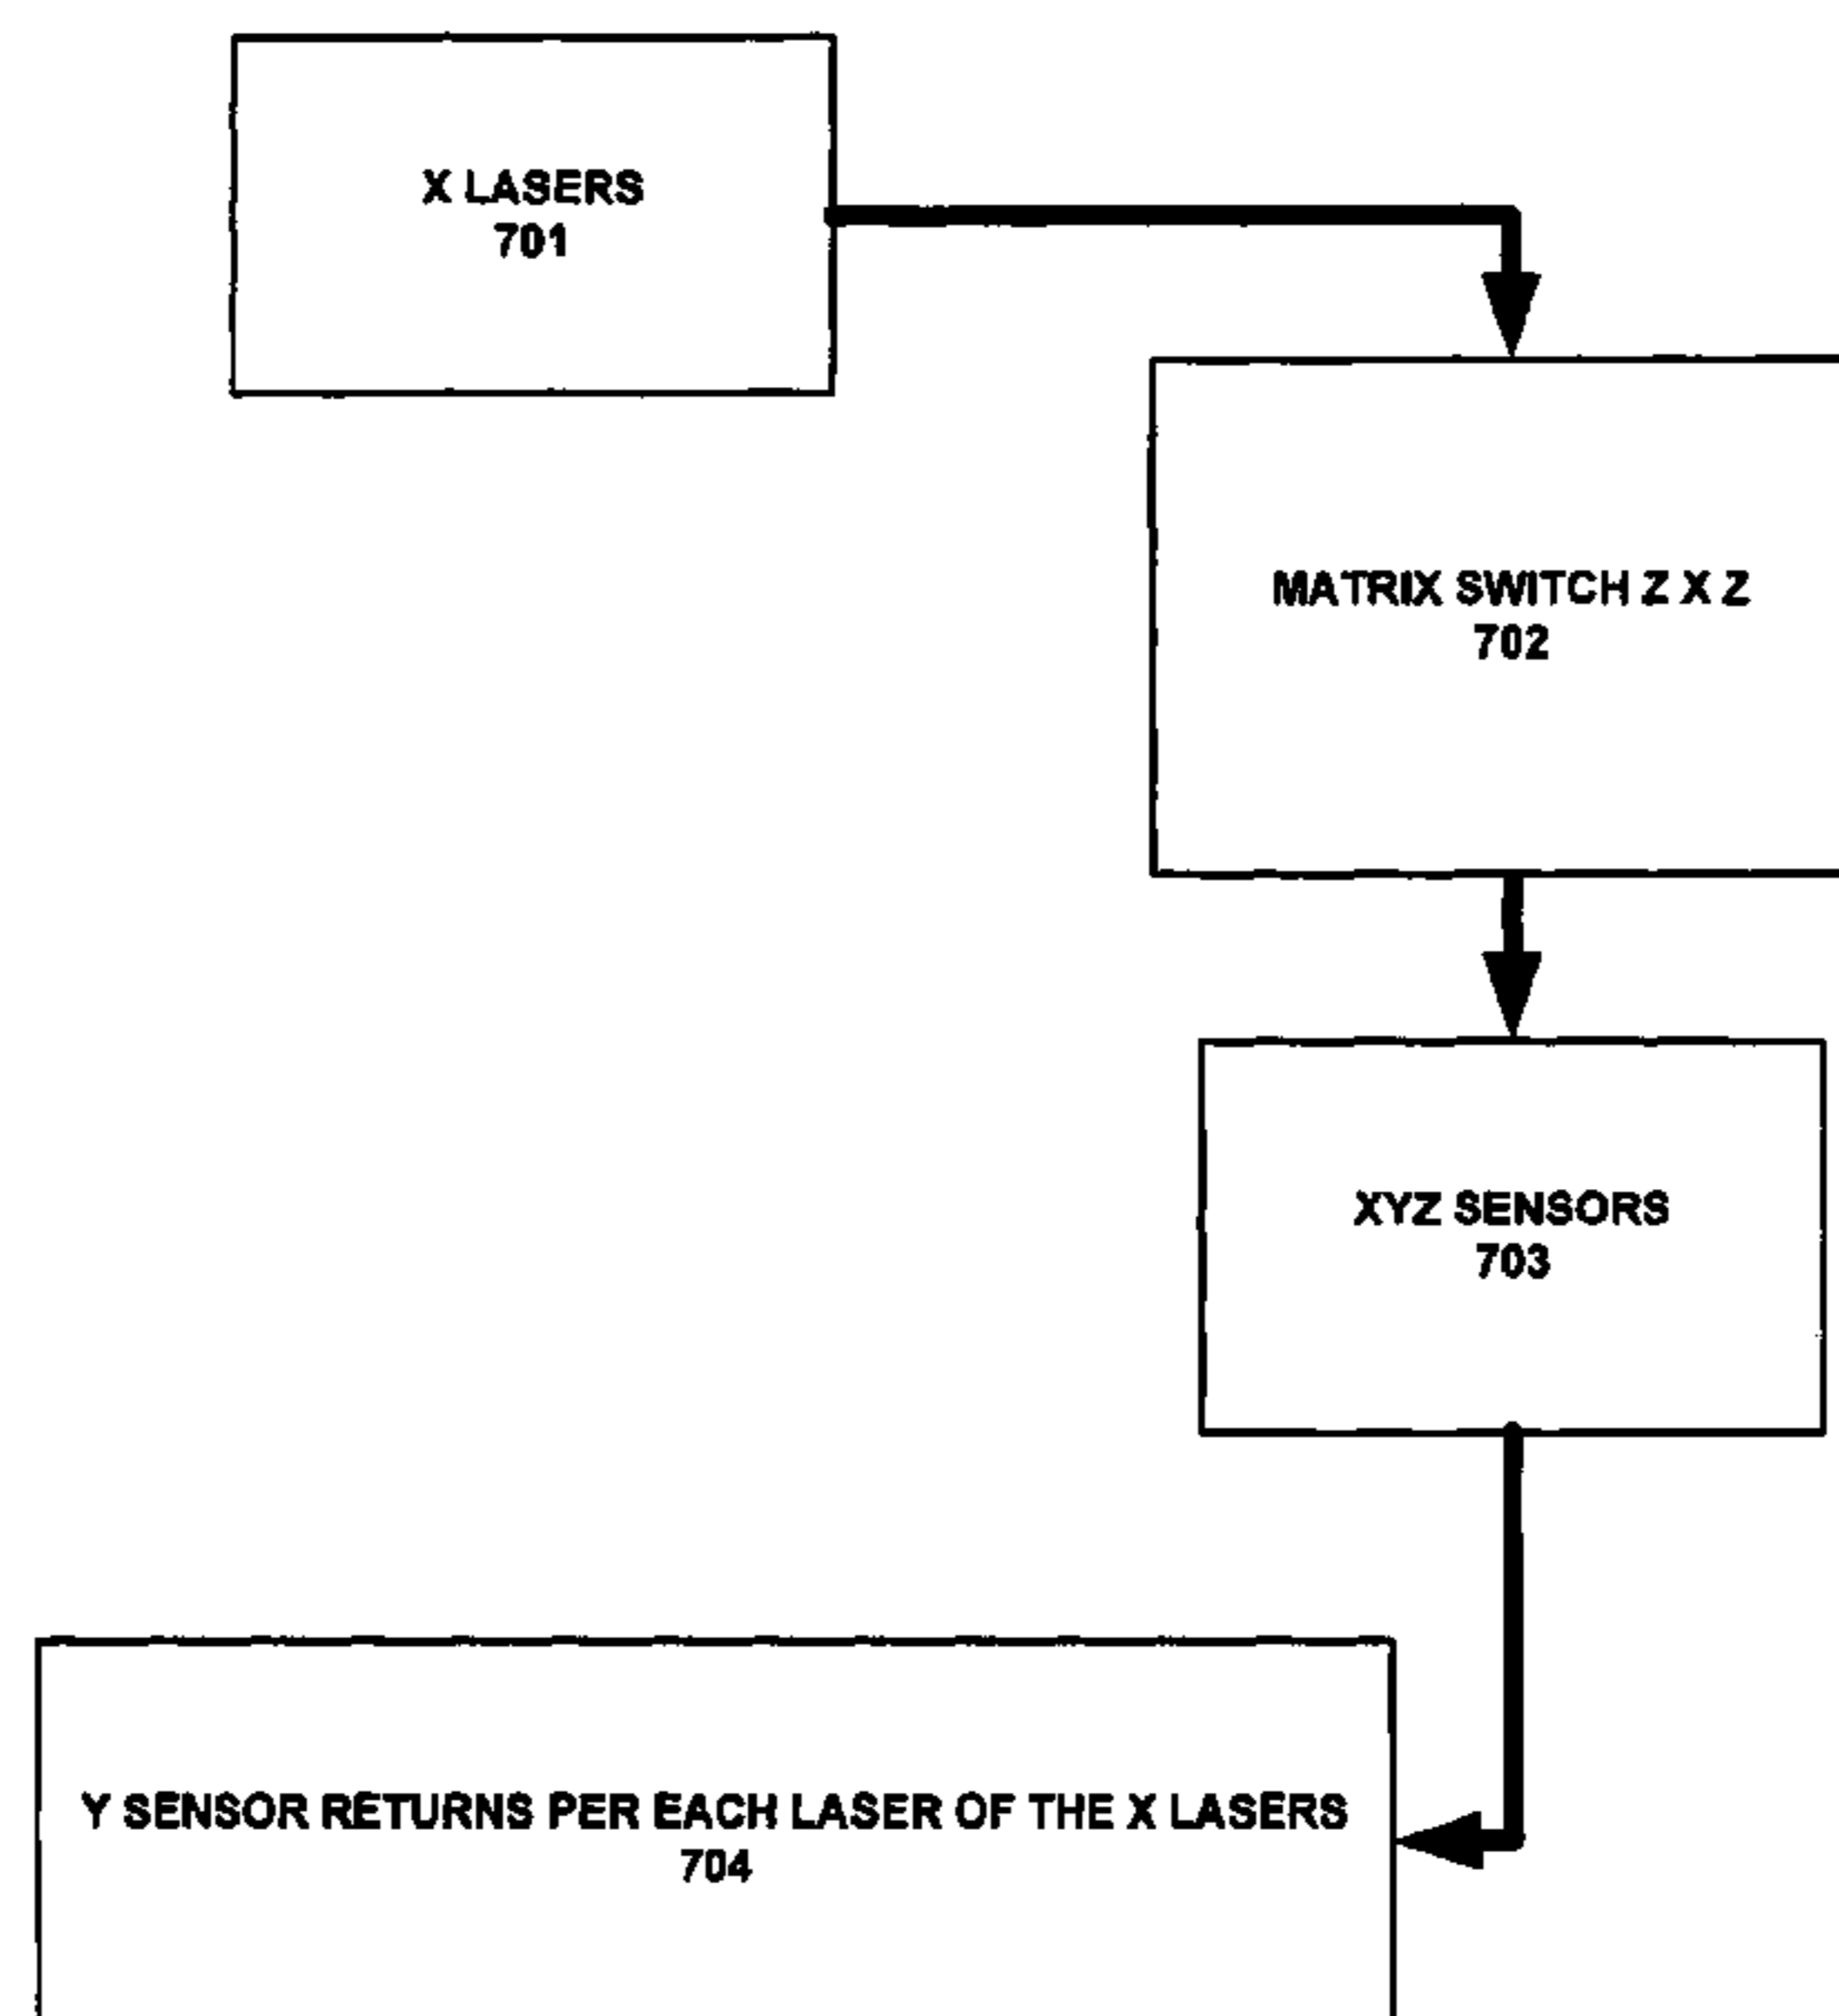 X LASERS
701
MATRIX SWITCH Z X Z
702
XYZ SENSORS
703
Y SENSOR RETURNS PER EACH LASER OF THE X LASERS
704